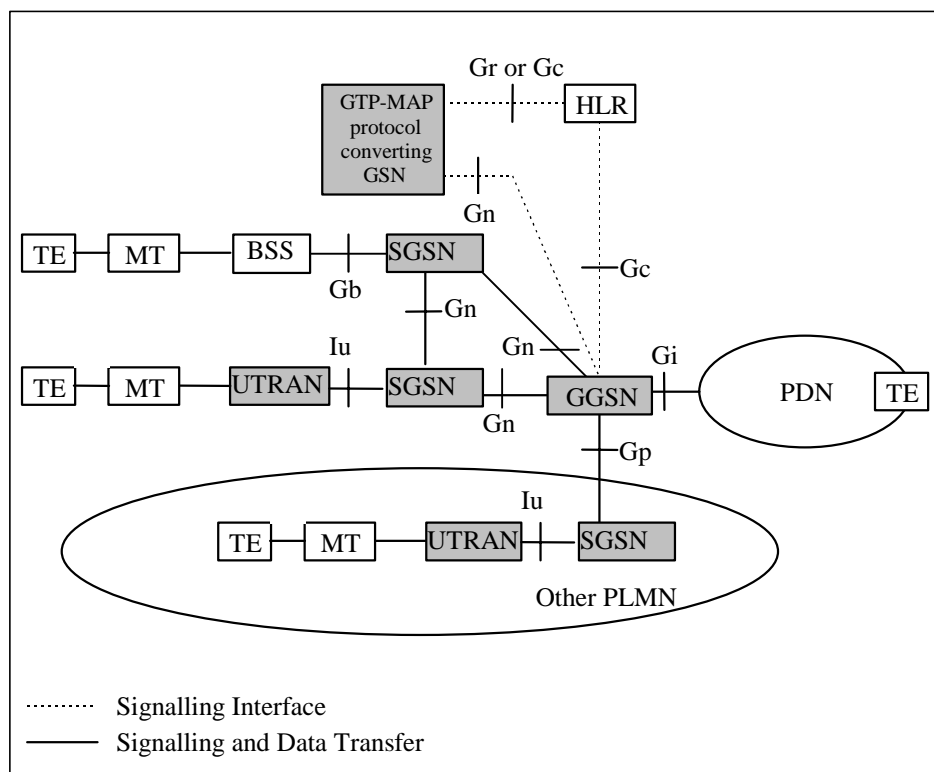 Gr or Gc
GTP-MAP
protocol
converting
GSN
HLR
Gn
Gc
TE
MT
BSS
Gb
SGSN
Gn
Gn
TE
MT
UTRAN
Iu
SGSN
Gn
GGSN
Gi
PDN
TE
Gp
TE
MT
UTRAN
Iu
SGSN
Other PLMN
Signalling Interface
Signalling and Data Transfer